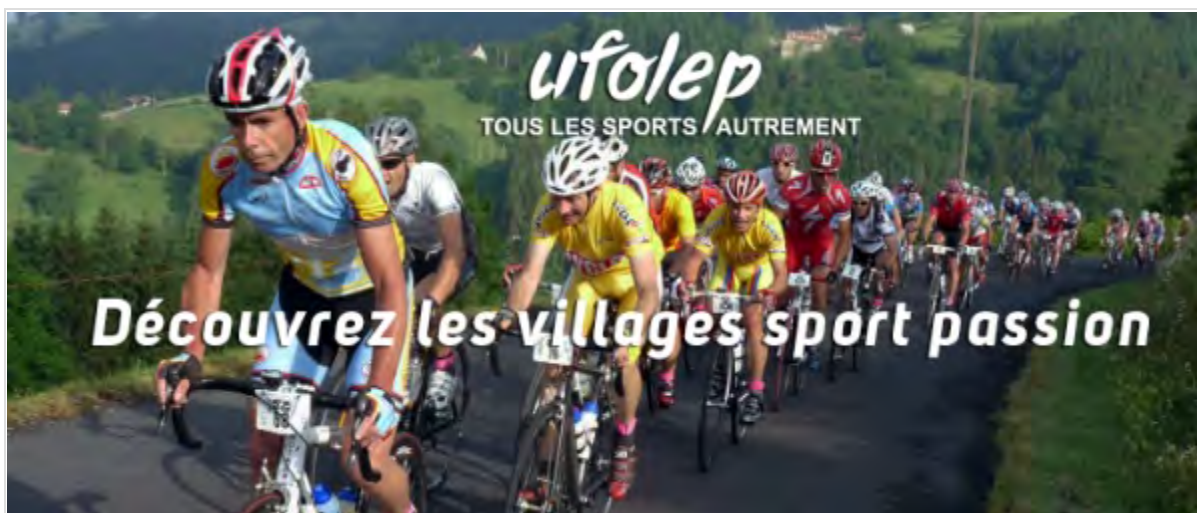 ufolep
TOUS LES SPORTS AUTREMENT
Découvrez les villages sport passion